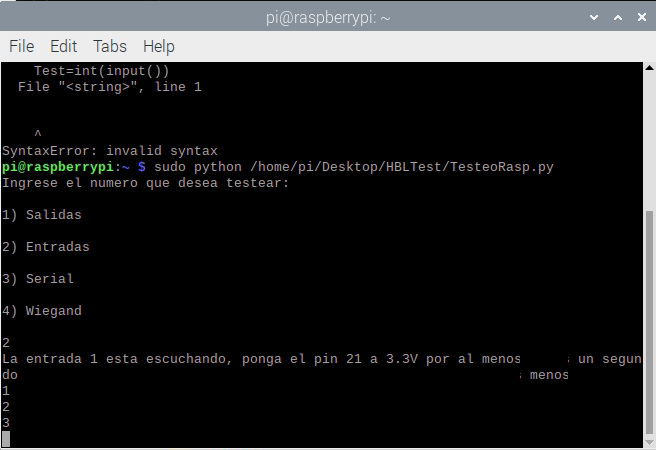 pi@raspberrypi: ~
File Edit Tabs Help
    Test=int(input())
  File "<string>", line 1
    ^
SyntaxError: invalid syntax
pi@raspberrypi:~ $ sudo python /home/pi/Desktop/HBLTest/TesteoRasp.py
Ingrese el numero que desea testear:
1) Salidas
2) Entradas
3) Serial
4) Wiegand
2
La entrada 1 esta escuchando, ponga el pin 21 a 3.3V por al menos un segun
do menos
1
2
3